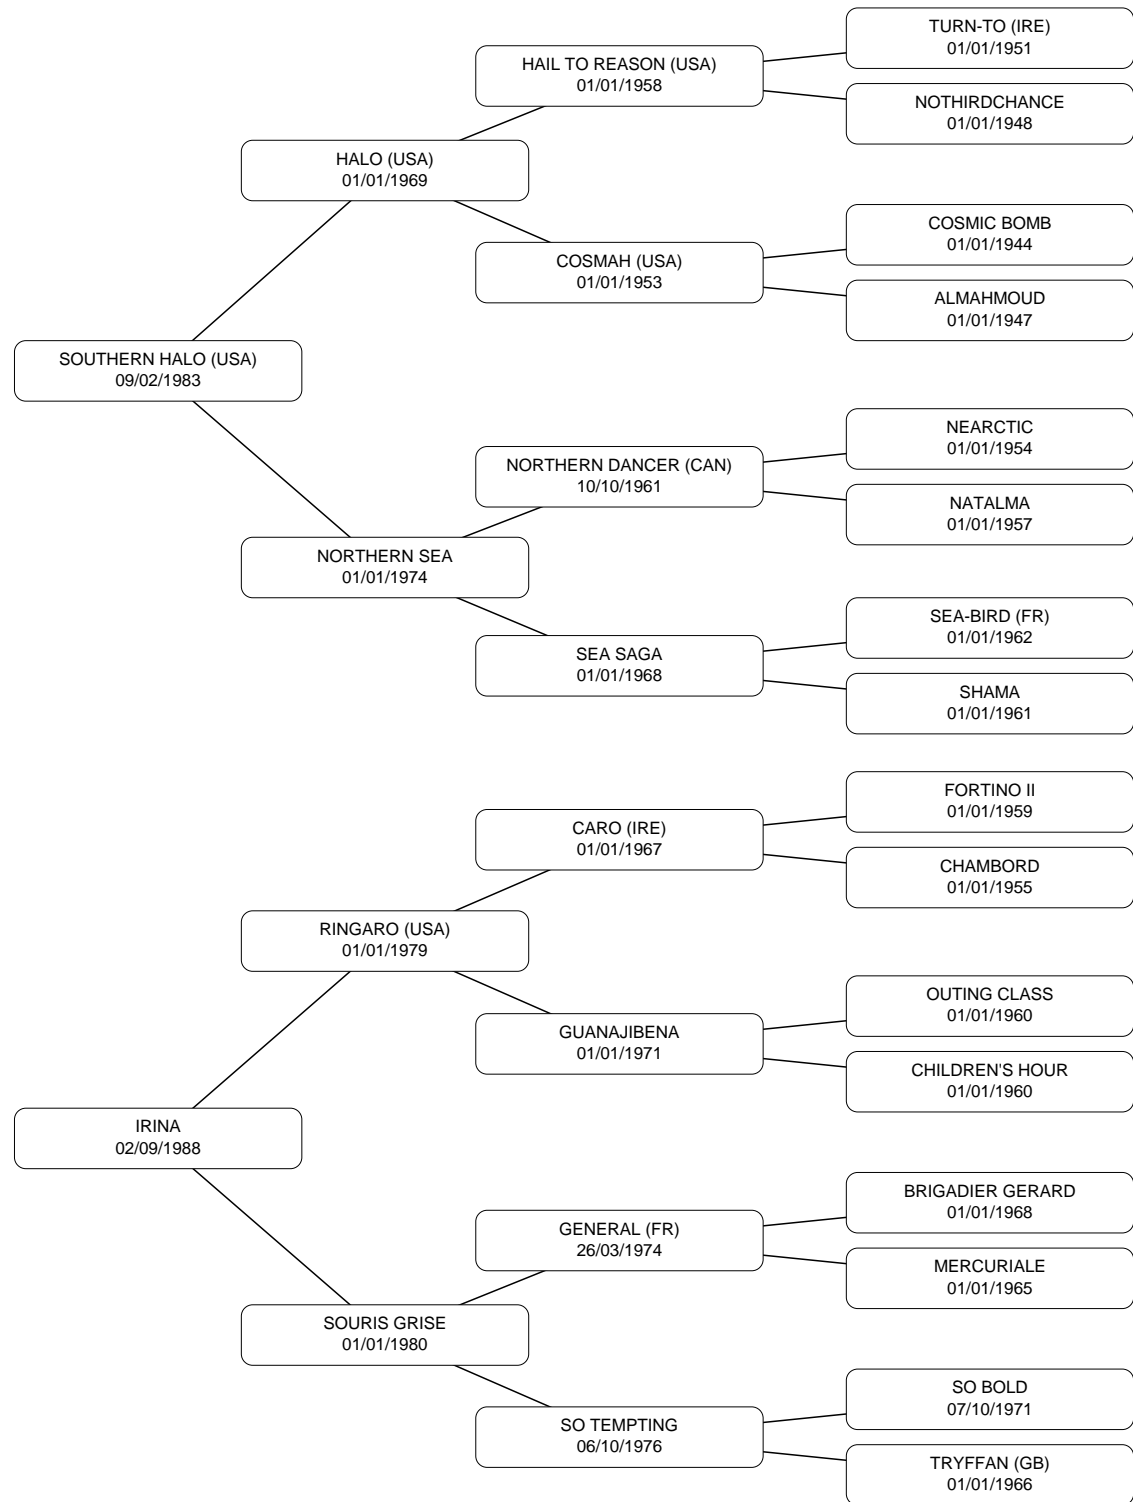 TURN-TO (IRE)
01/01/1951
HAIL TO REASON (USA)
01/01/1958
NOTHIRDCHANCE
01/01/1948
HALO (USA)
01/01/1969
COSMIC BOMB
01/01/1944
COSMAH (USA)
01/01/1953
ALMAHMOUD
01/01/1947
SOUTHERN HALO (USA)
09/02/1983
NEARCTIC
01/01/1954
NORTHERN DANCER (CAN)
10/10/1961
NATALMA
01/01/1957
NORTHERN SEA
01/01/1974
SEA-BIRD (FR)
01/01/1962
SEA SAGA
01/01/1968
SHAMA
01/01/1961
FORTINO II
01/01/1959
CARO (IRE)
01/01/1967
CHAMBORD
01/01/1955
RINGARO (USA)
01/01/1979
OUTING CLASS
01/01/1960
GUANAJIBENA
01/01/1971
CHILDREN'S HOUR
01/01/1960
IRINA
02/09/1988
BRIGADIER GERARD
01/01/1968
GENERAL (FR)
26/03/1974
MERCURIALE
01/01/1965
SOURIS GRISE
01/01/1980
SO BOLD
07/10/1971
SO TEMPTING
06/10/1976
TRYFFAN (GB)
01/01/1966